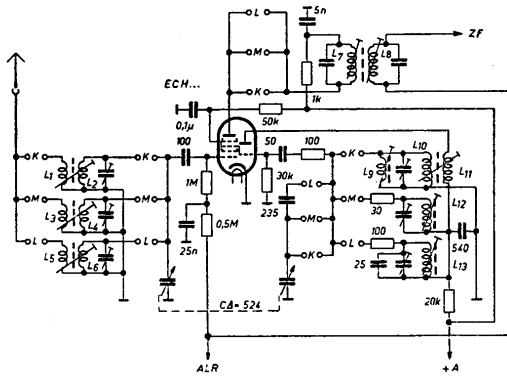 5n
L
M
K
L7
L8
ZF
1k
ECH...
0,1µ
50k
100
50
100
30k
K
L1
L2
K
1M
K
L9
L10
L11
M
L3
L4
M
235
L
M
30
L12
L
L5
L6
L
0,5M
25n
M
K
L
100
540
25
L13
20k
CΔ=524
ALR
+A